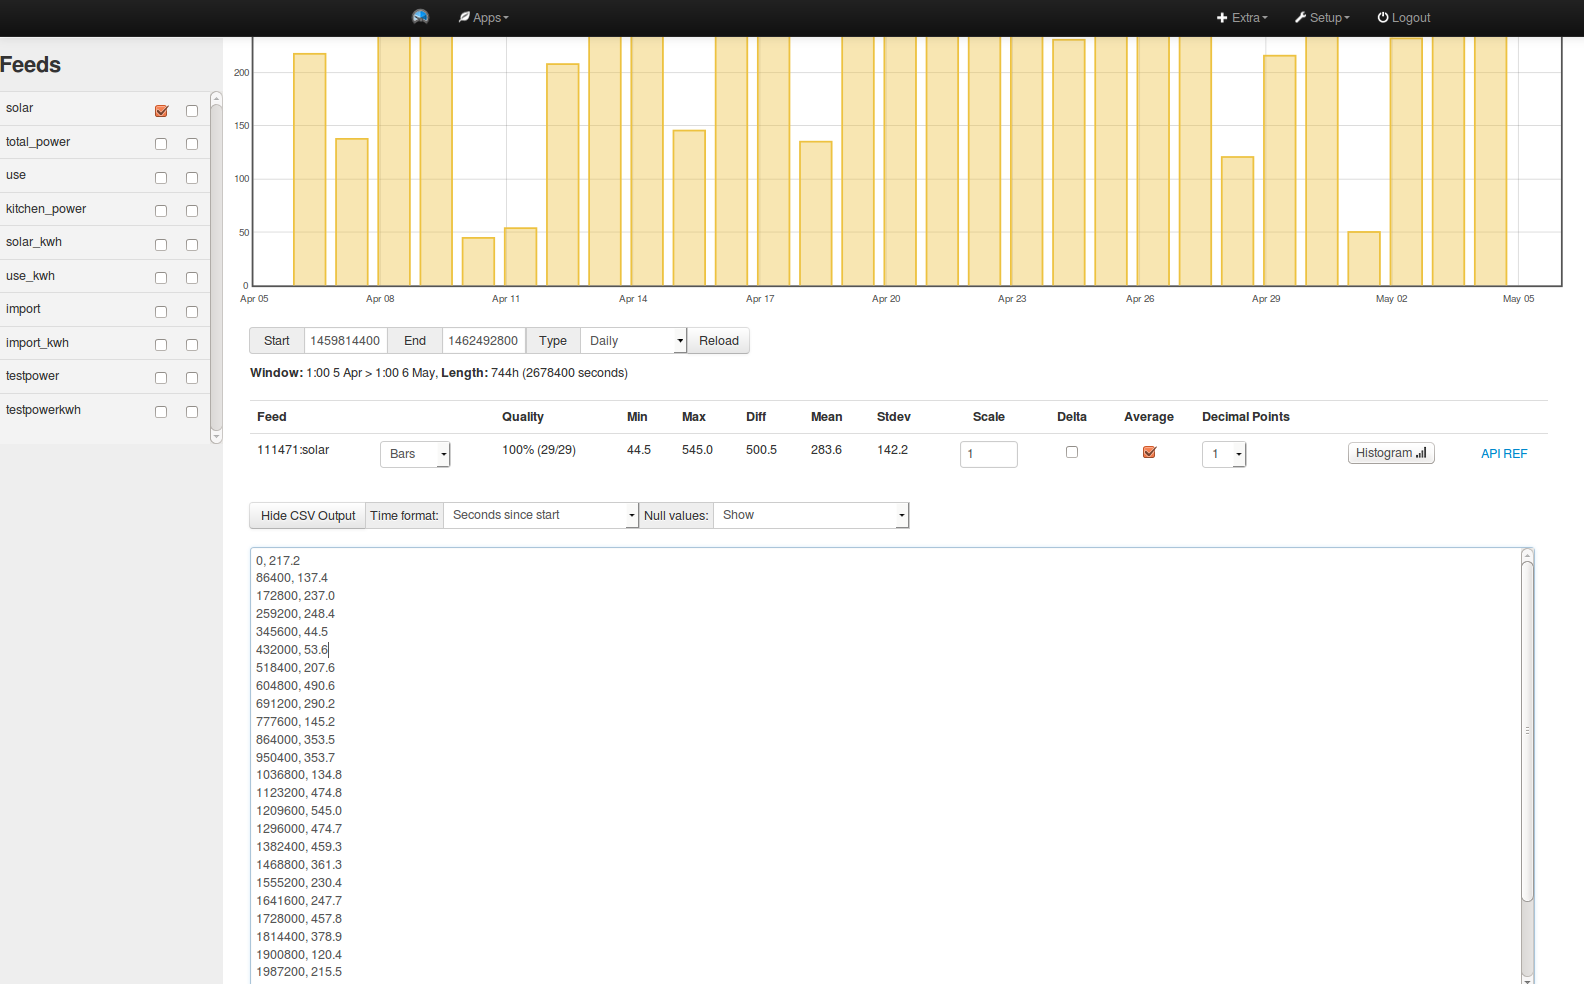 Apps
Extra
Setup
Logout
Feeds
solar
total_power
use
kitchen_power
solar_kwh
use_kwh
import
import_kwh
testpower
testpowerkwh
200
150
100
50
0
Apr 05 Apr 08 Apr 11 Apr 14 Apr 17 Apr 20 Apr 23 Apr 26 Apr 29 May 02 May 05
Start 1459814400 End 1462492800 Type Daily Reload
Window: 1:00 5 Apr > 1:00 6 May, Length: 744h (2678400 seconds)
Feed Quality Min Max Diff Mean Stdev Scale Delta Average Decimal Points
111471:solar Bars 100% (29/29) 44.5 545.0 500.5 283.6 142.2 1 1 Histogram API REF
Hide CSV Output Time format: Seconds since start Null values: Show
0, 217.2
86400, 137.4
172800, 237.0
259200, 248.4
345600, 44.5
432000, 53.6
518400, 207.6
604800, 490.6
691200, 290.2
777600, 145.2
864000, 353.5
950400, 353.7
1036800, 134.8
1123200, 474.8
1209600, 545.0
1296000, 474.7
1382400, 459.3
1468800, 361.3
1555200, 230.4
1641600, 247.7
1728000, 457.8
1814400, 378.9
1900800, 120.4
1987200, 215.5